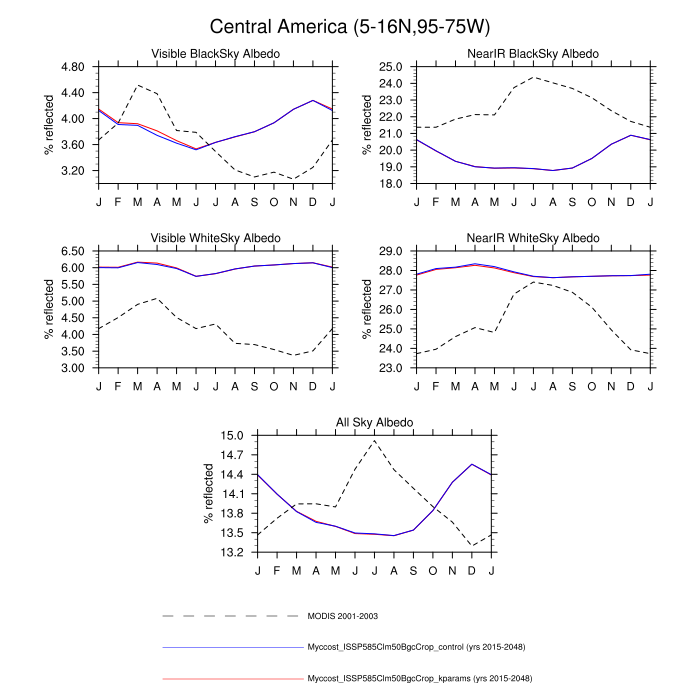 Central America (5-16N,95-75W)
Visible BlackSky Albedo
% reflected
4.80
4.40
4.00
3.60
3.20
J F M A M J J A S O N D J
NearIR BlackSky Albedo
% reflected
25.0
24.0
23.0
22.0
21.0
20.0
19.0
18.0
J F M A M J J A S O N D J
Visible WhiteSky Albedo
% reflected
6.50
6.00
5.50
5.00
4.50
4.00
3.50
3.00
J F M A M J J A S O N D J
NearIR WhiteSky Albedo
% reflected
29.0
28.0
27.0
26.0
25.0
24.0
23.0
J F M A M J J A S O N D J
All Sky Albedo
% reflected
15.0
14.7
14.4
14.1
13.8
13.5
13.2
J F M A M J J A S O N D J
MODIS 2001-2003
Myccost_ISSP585Clm50BgcCrop_control (yrs 2015-2048)
Myccost_ISSP585Clm50BgcCrop_kparams (yrs 2015-2048)